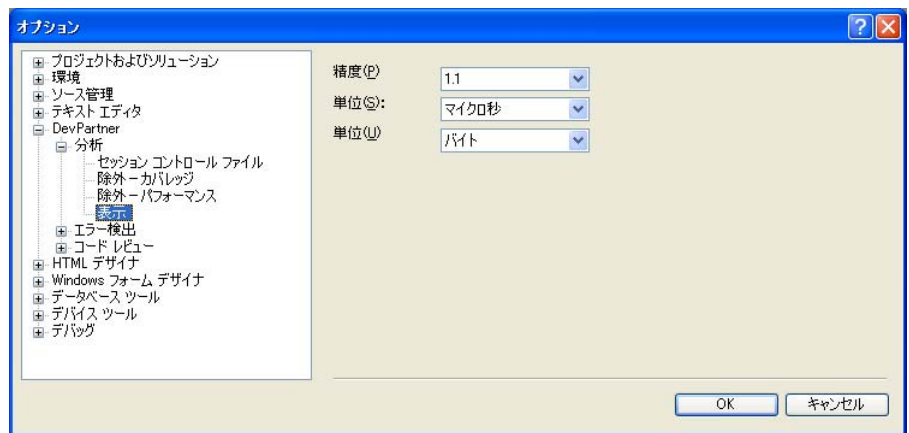 オプション
プロジェクトおよびソリューション
環境
ソース管理
テキスト エディタ
DevPartner
分析
セッション コントロール ファイル
除外－カバレッジ
除外－パフォーマンス
表示
エラー検出
コード レビュー
HTML デザイナ
Windows フォーム デザイナ
データベース ツール
デバイス ツール
デバッグ
精度(P)
1.1
単位(S):
マイクロ秒
単位(U)
バイト
OK
キャンセル